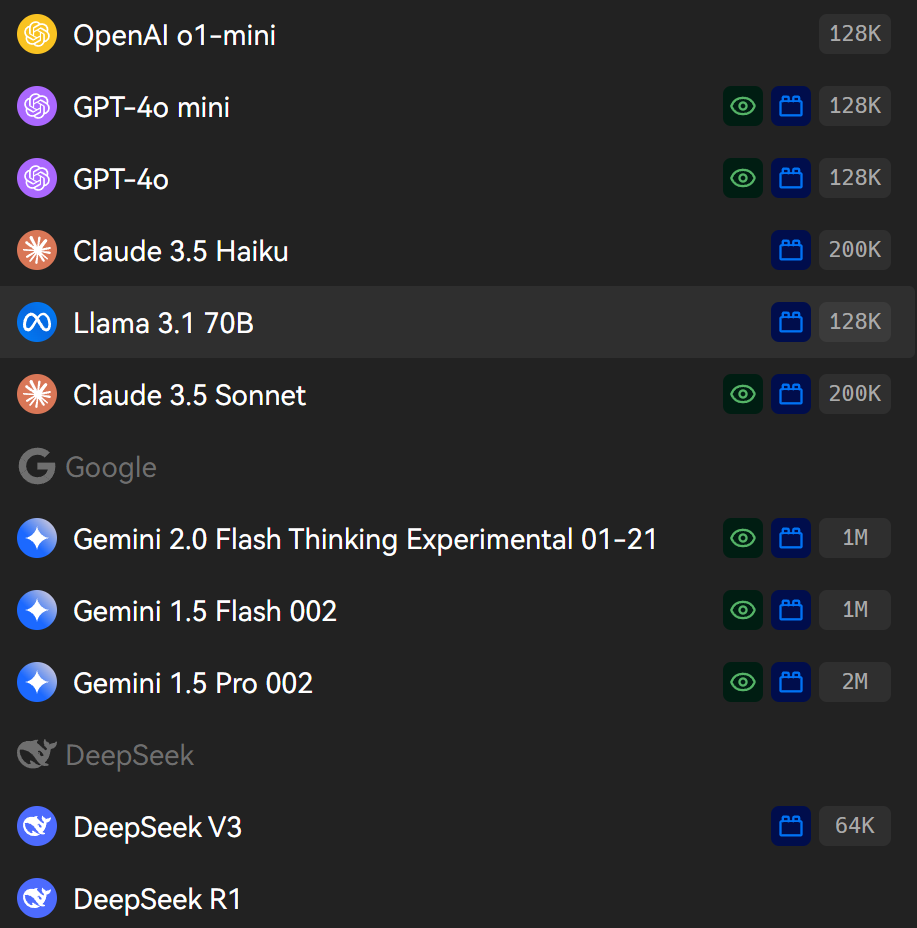 OpenAI o1-mini 128K
GPT-4o mini 128K
GPT-4o 128K
Claude 3.5 Haiku 200K
Llama 3.1 70B 128K
Claude 3.5 Sonnet 200K
Google
Gemini 2.0 Flash Thinking Experimental 01-21 1M
Gemini 1.5 Flash 002 1M
Gemini 1.5 Pro 002 2M
DeepSeek
DeepSeek V3 64K
DeepSeek R1